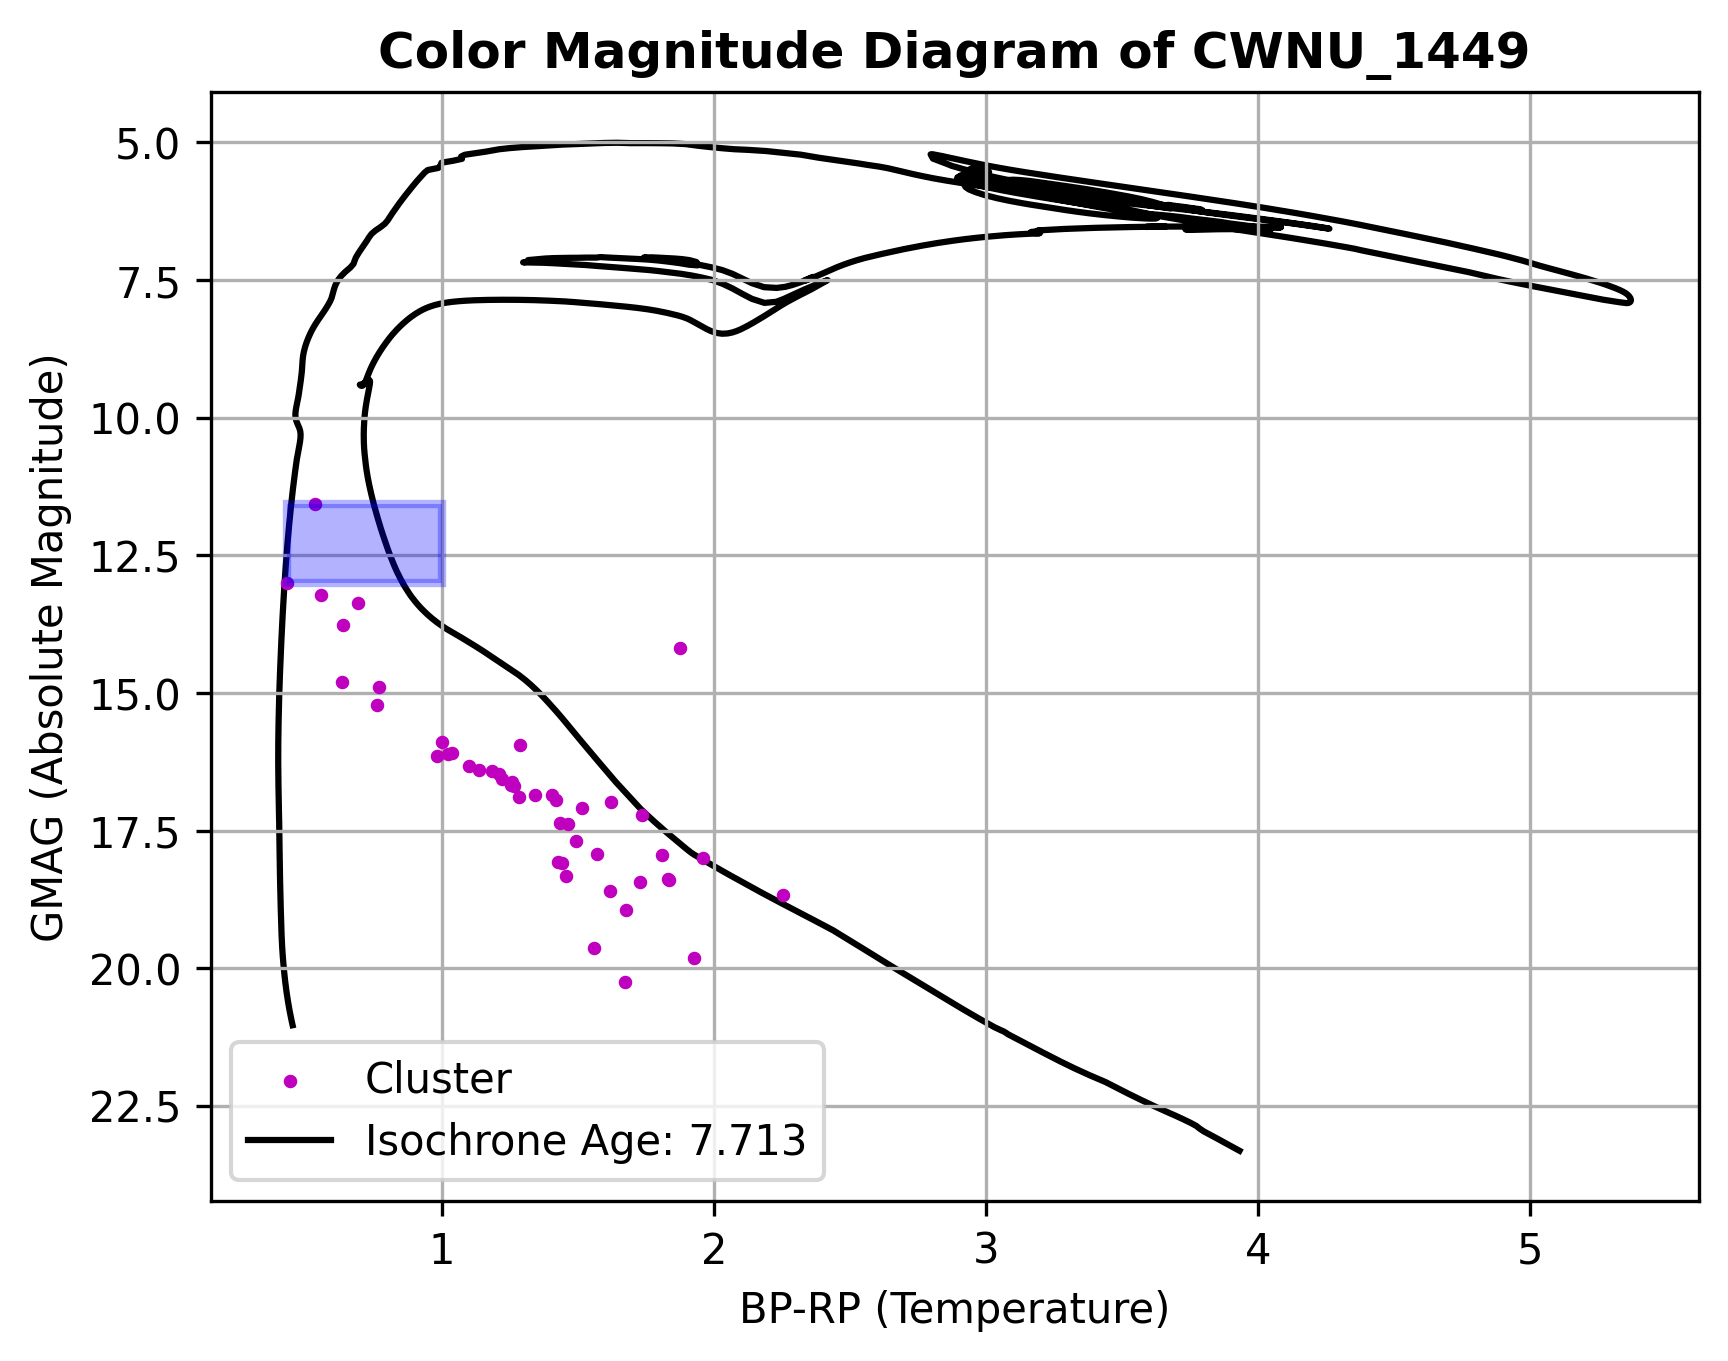 Color Magnitude Diagram of CWNU_1449
GMAG (Absolute Magnitude)
5.0
7.5
10.0
12.5
15.0
17.5
20.0
22.5
Cluster
Isochrone Age: 7.713
1 2 3 4 5
BP-RP (Temperature)